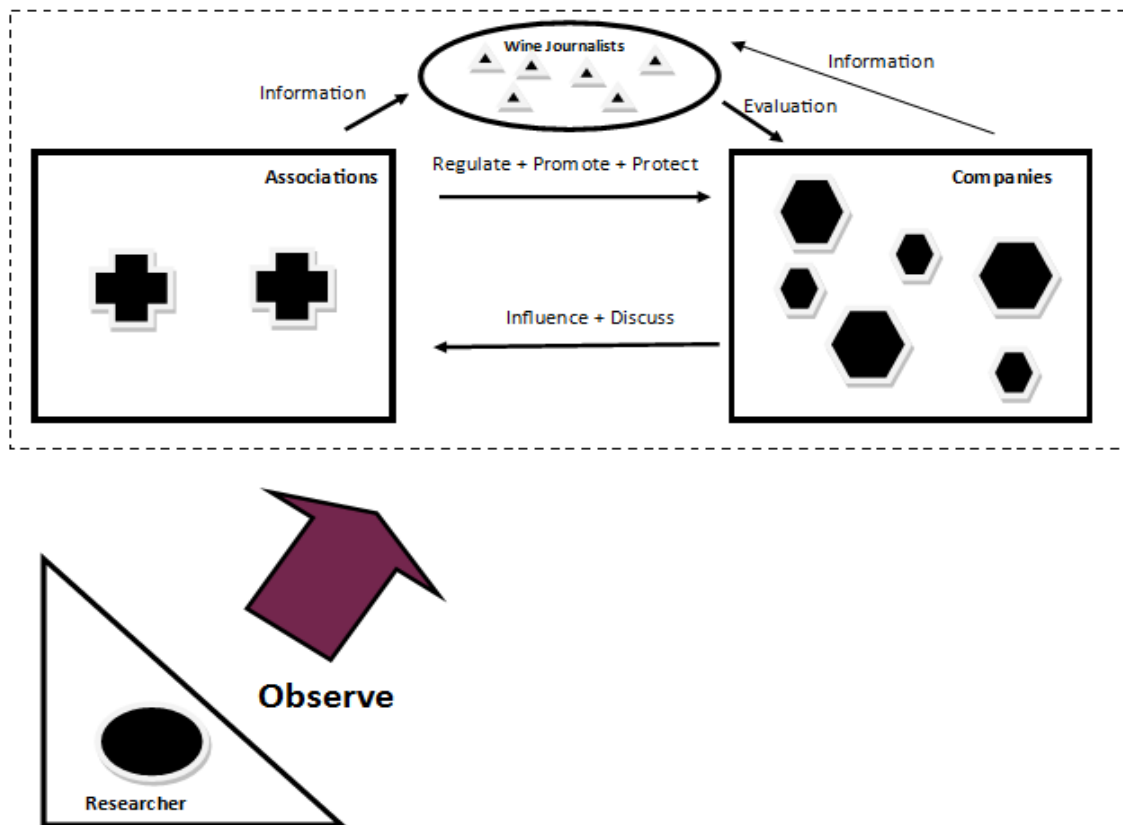 Wine Journalists
Information
Information
Evaluation
Regulate + Promote + Protect
Associations
Companies
Influence + Discuss
Observe
Researcher